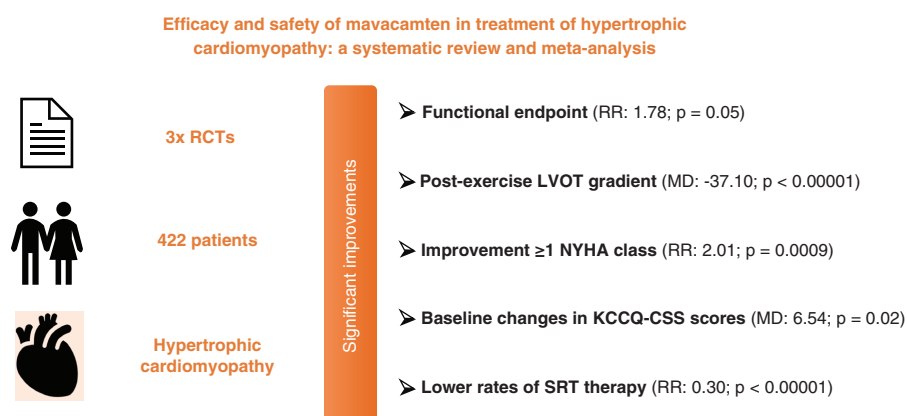 Efficacy and safety of mavacamten in treatment of hypertrophic
cardiomyopathy: a systematic review and meta-analysis
3x RCTs
422 patients
Hypertrophic
cardiomyopathy
Significant improvements
➤ Functional endpoint (RR: 1.78; p = 0.05)
➤ Post-exercise LVOT gradient (MD: -37.10; p < 0.00001)
➤ Improvement ≥1 NYHA class (RR: 2.01; p = 0.0009)
➤ Baseline changes in KCCQ-CSS scores (MD: 6.54; p = 0.02)
➤ Lower rates of SRT therapy (RR: 0.30; p < 0.00001)